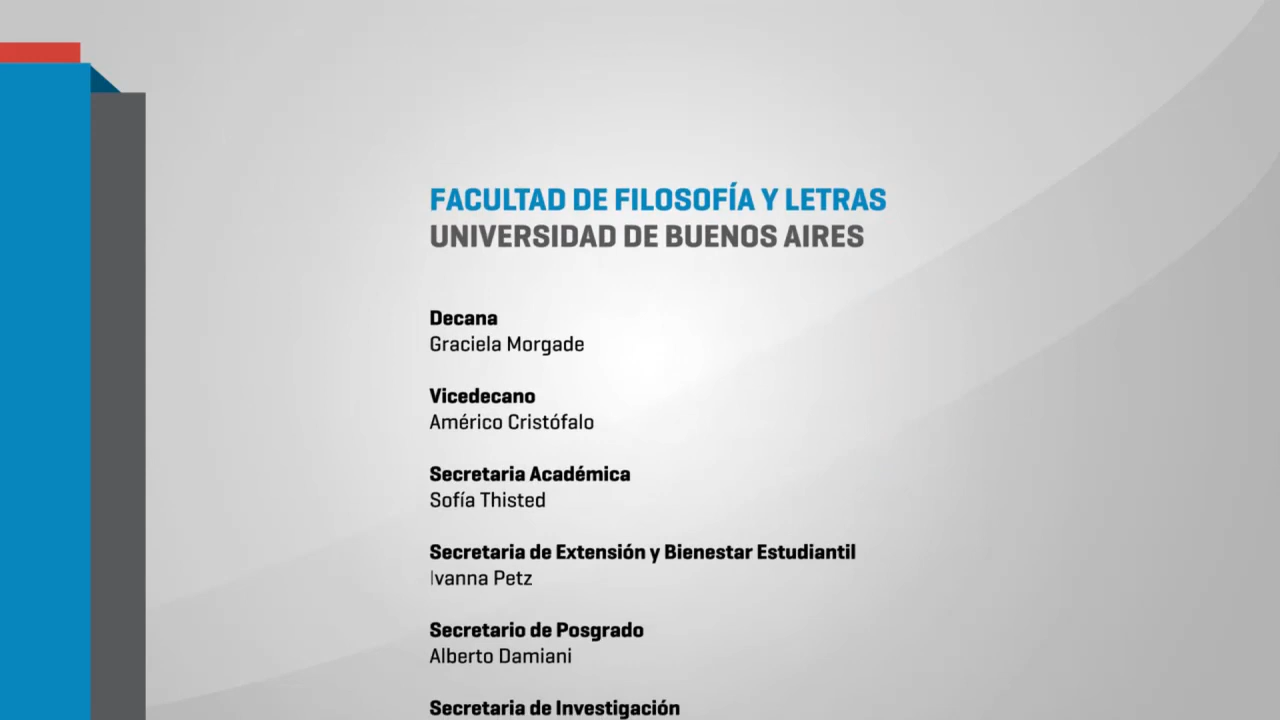 FACULTAD DE FILOSOFÍA Y LETRAS
UNIVERSIDAD DE BUENOS AIRES
Decana
Graciela Morgade
Vicedecano
Américo Cristófalo
Secretaria Académica
Sofía Thisted
Secretaria de Extensión y Bienestar Estudiantil
Ivanna Petz
Secretario de Posgrado
Alberto Damiani
Secretaria de Investigación